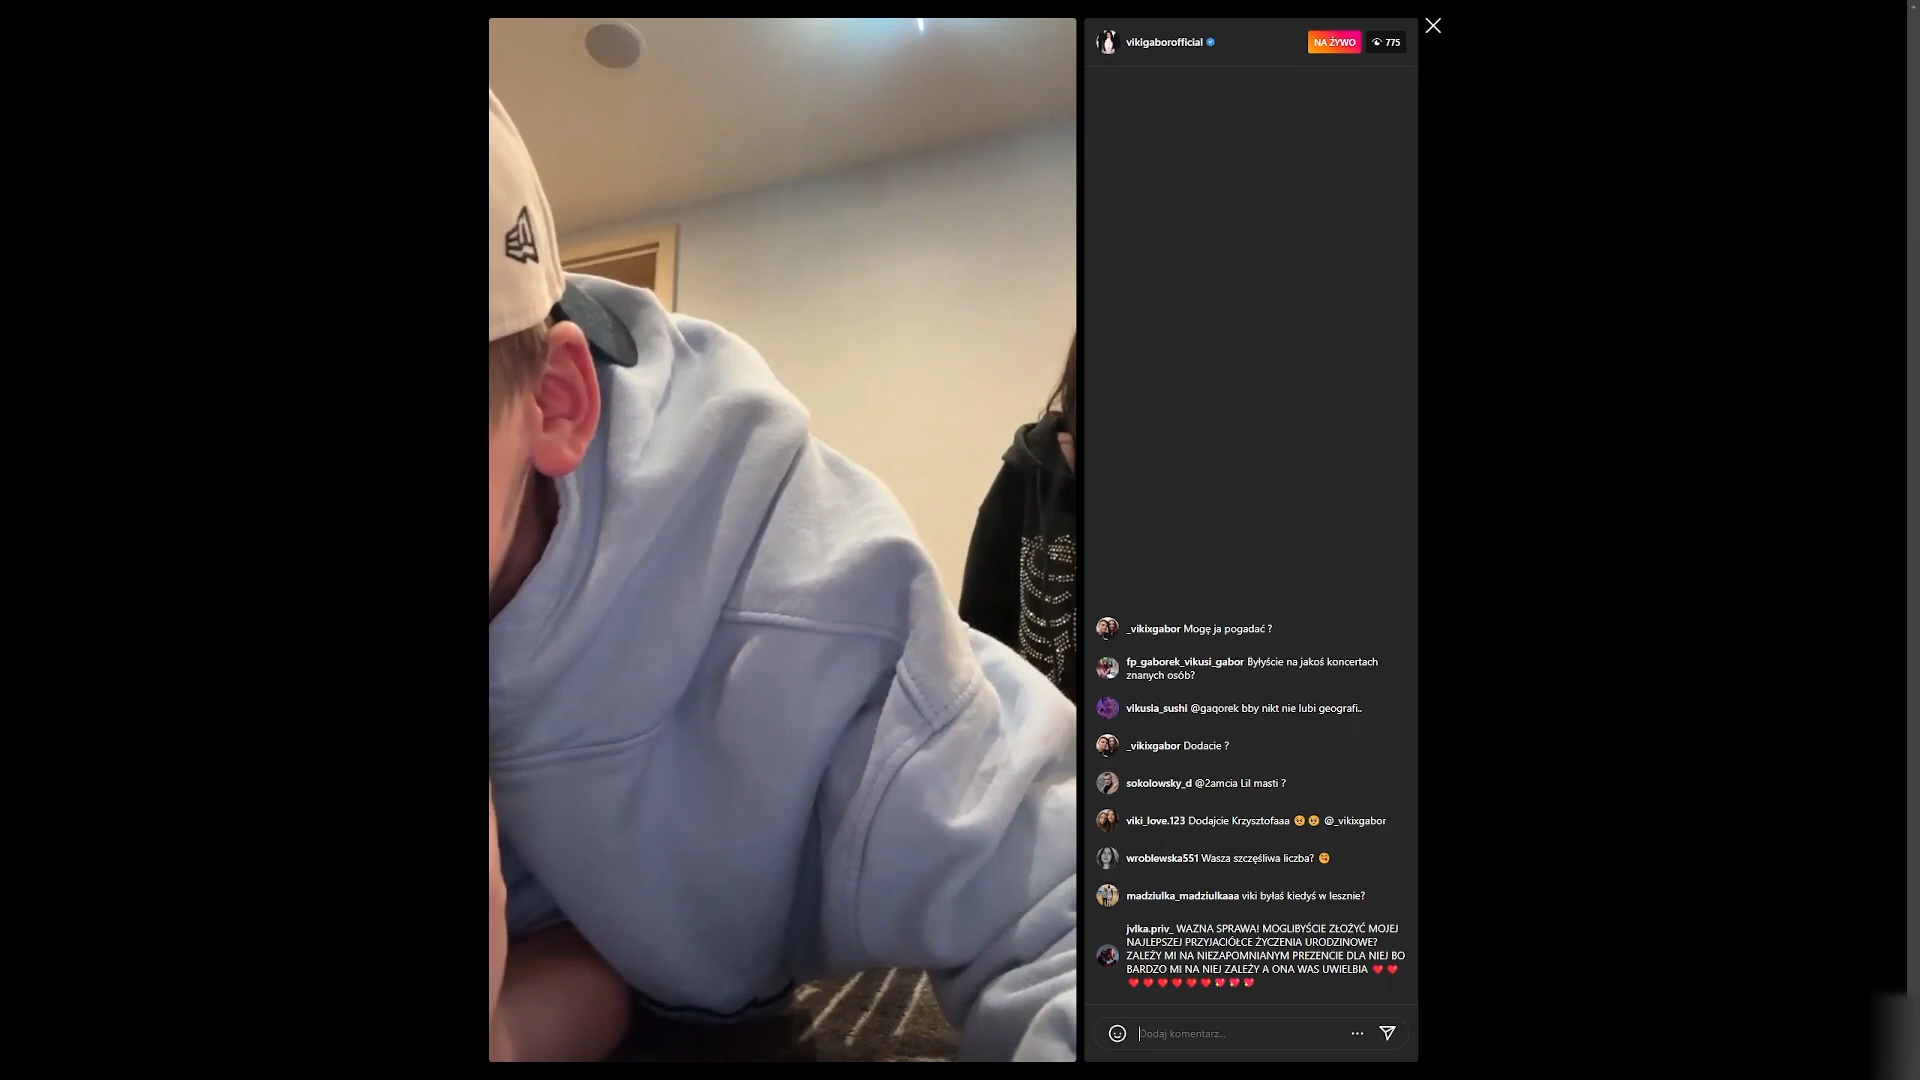 vikigaborofficial
NA ŻYWO
775
_vikixgabor Mogę ja pogadać ?
fp_gaborek_vikusi_gabor Byłyście na jakoś koncertach
znanych osób?
vikusia_sushi @gaqorek bby nikt nie lubi geografi..
_vikixgabor Dodacie ?
sokolowsky_d @2amcia Lil masti ?
viki_love.123 Dodajcie Krzysztofaaa 🥺🥺 @_vikixgabor
wroblewska551 Wasza szczęśliwa liczba? 🥰
madziulka_madziulkaaa viki byłaś kiedyś w lesznie?
jvlka.priv_ WAZNA SPRAWA! MOGLIBYŚCIE ZŁOŻYĆ MOJEJ
NAJLEPSZEJ PRZYJACIÓŁCE ŻYCZENIA URODZINOWE?
ZALEŻY MI NA NIEZAPOMNIANYM PREZENCIE DLA NIEJ BO
BARDZO MI NA NIEJ ZALEŻY A ONA WAS UWIELBIA ❤️❤️
❤️❤️❤️❤️❤️❤️💖💖💖
Dodaj komentarz...